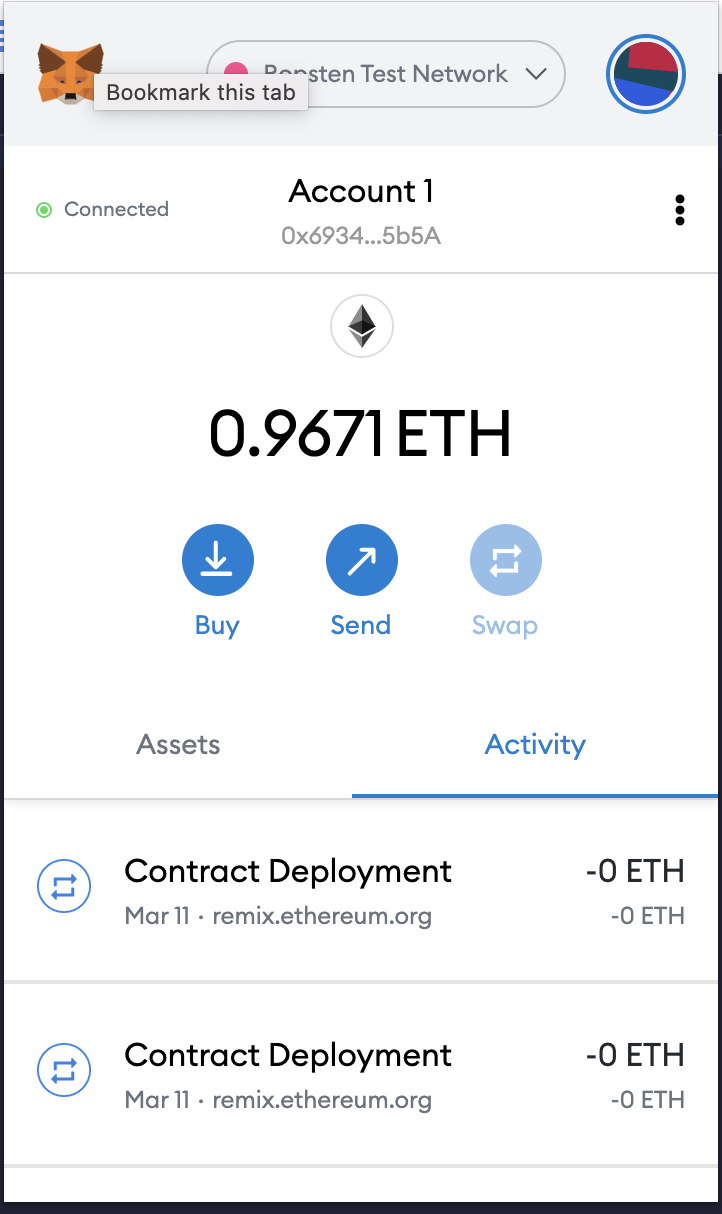 Ropsten Test Network
Bookmark this tab
Connected
Account 1
0x6934...5b5A
0.9671 ETH
Buy
Send
Swap
Assets
Activity
Contract Deployment
-0 ETH
Mar 11 · remix.ethereum.org
-0 ETH
Contract Deployment
-0 ETH
Mar 11 · remix.ethereum.org
-0 ETH